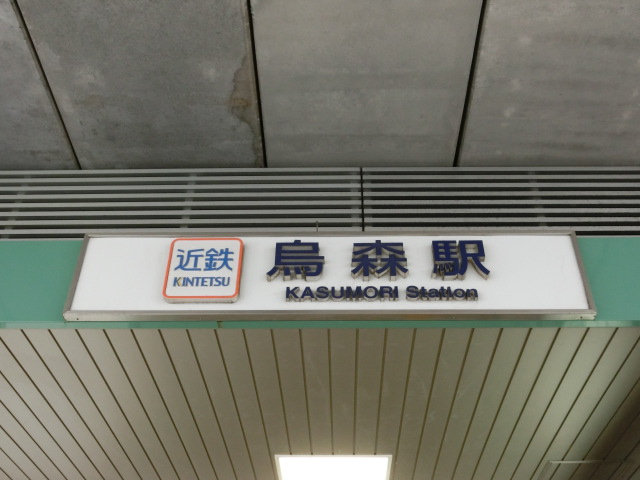 近鉄
KINTETSU
烏森駅
KASUMORI Station